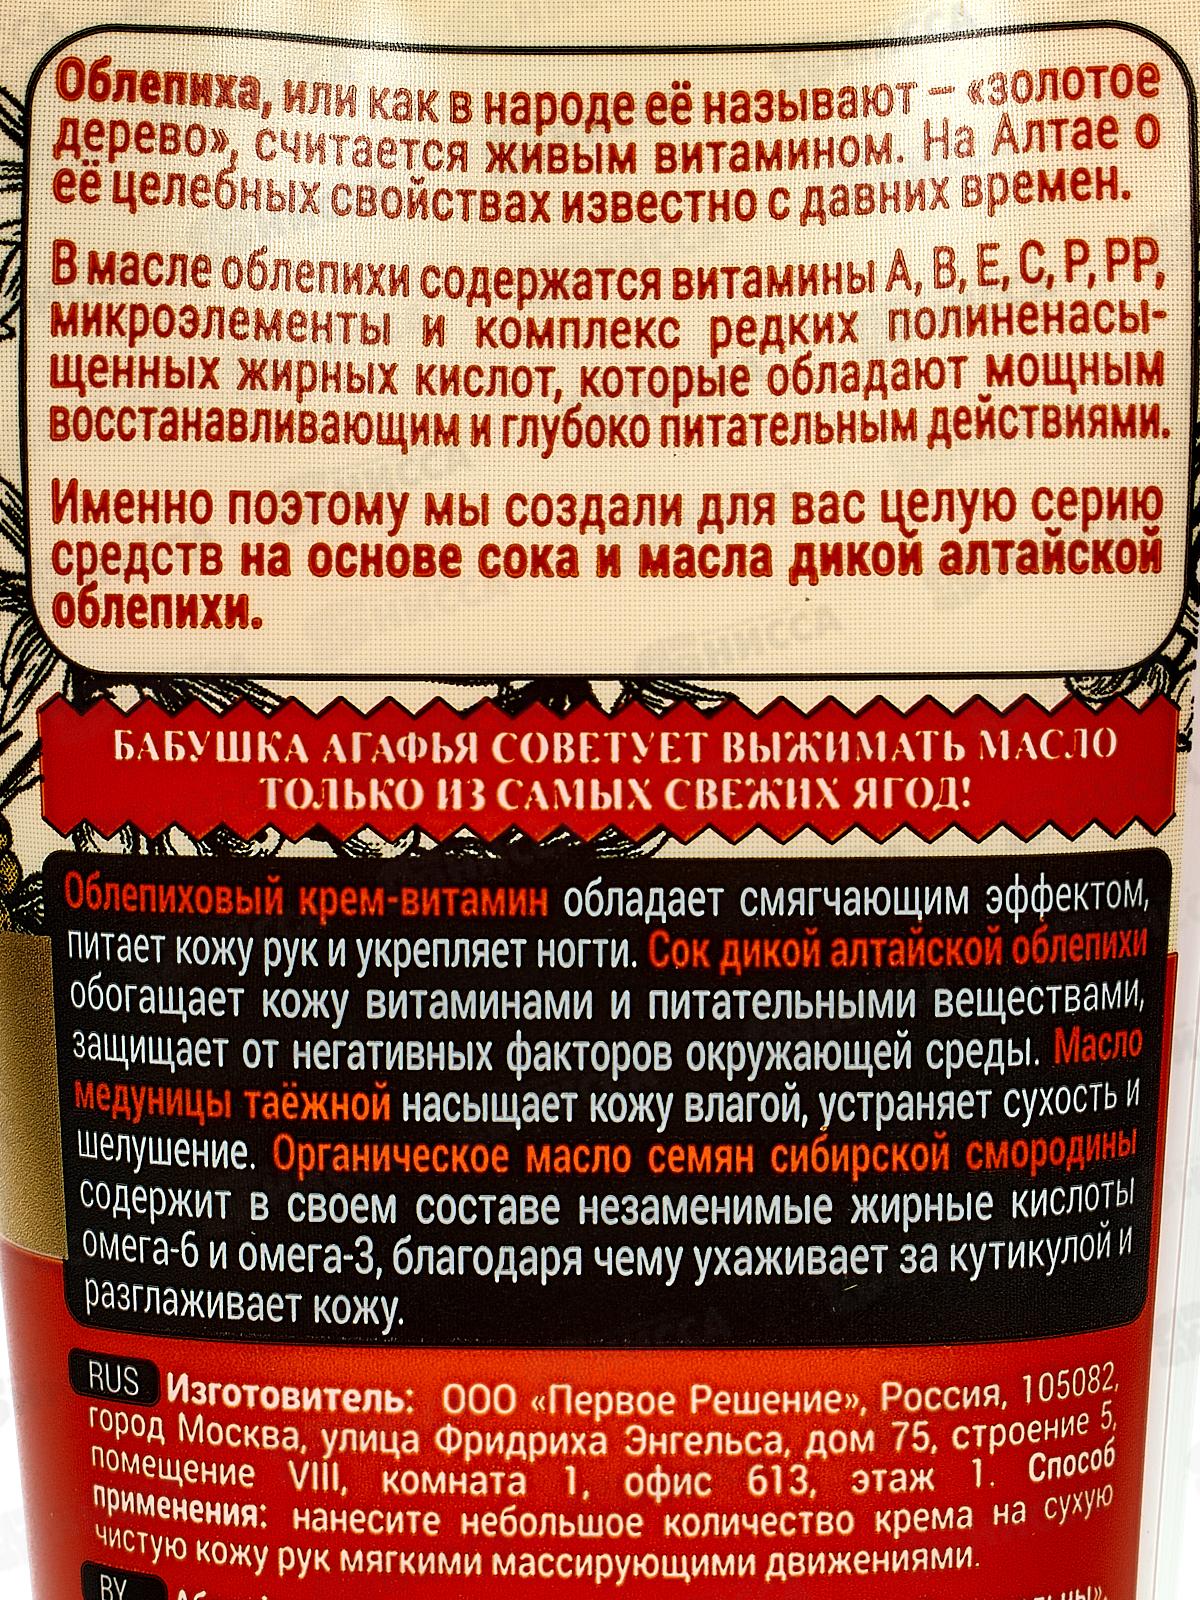 Облепиха, или как в народе её называют – «золотое
дерево», считается живым витамином. На Алтае о
её целебных свойствах известно с давних времен.
В масле облепихи содержатся витамины А, В, Е, С, Р, РР,
микроэлементы и комплекс редких полиненасы-
щенных жирных кислот, которые обладают мощным
восстанавливающим и глубоко питательным действиями.
Именно поэтому мы создали для вас целую серию
средств на основе сока и масла дикой алтайской
облепихи.
БАБУШКА АГАФЬЯ СОВЕТУЕТ ВЫЖИМАТЬ МАСЛО
ТОЛЬКО ИЗ САМЫХ СВЕЖИХ ЯГОД!
Облепиховый крем-витамин обладает смягчающим эффектом,
питает кожу рук и укрепляет ногти. Сок дикой алтайской облепихи
обогащает кожу витаминами и питательными веществами,
защищает от негативных факторов окружающей среды. Масло
медуницы таёжной насыщает кожу влагой, устраняет сухость и
шелушение. Органическое масло семян сибирской смородины
содержит в своем составе незаменимые жирные кислоты
омега-6 и омега-3, благодаря чему ухаживает за кутикулой и
разглаживает кожу.
RUS Изготовитель: ООО «Первое Решение», Россия, 105082,
город Москва, улица Фридриха Энгельса, дом 75, строение 5,
помещение VIII, комната 1, офис 613, этаж 1. Способ
применения: нанесите небольшое количество крема на сухую
чистую кожу рук мягкими массирующими движениями.
BY